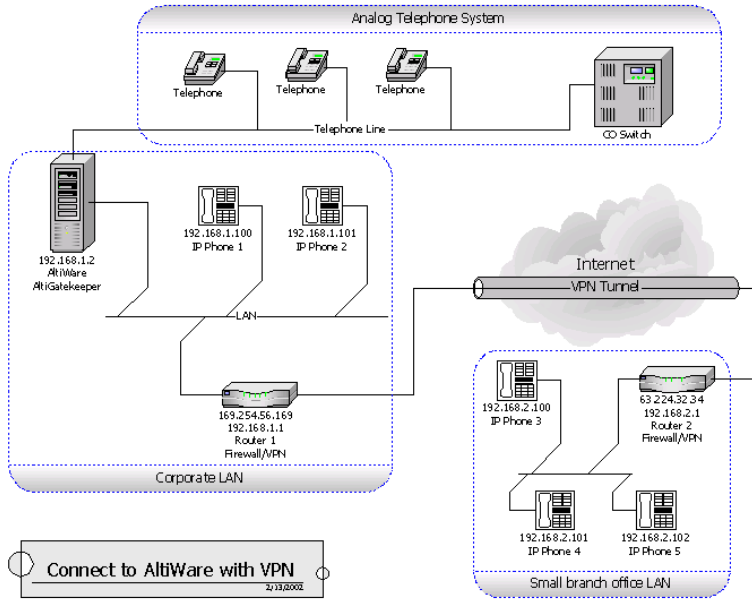 Analog Telephone System
Telephone
Telephone
Telephone
Telephone Line
CO Switch
192.168.1.2
AltiWare
AltiGatekeeper
192.168.1.100
IP Phone 1
192.168.1.101
IP Phone 2
LAN
169.254.56.169
192.168.1.1
Router 1
Firewall/VPN
Corporate LAN
Internet
VPN Tunnel
192.168.2.100
IP Phone 3
63.224.32.34
192.168.2.1
Router 2
Firewall/VPN
192.168.2.101
IP Phone 4
192.168.2.102
IP Phone 5
Small branch office LAN
Connect to AltiWare with VPN
2/13/2002